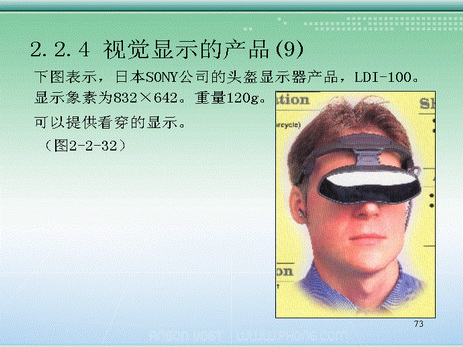 2.2.4 视觉显示的产品(9)
下图表示，日本SONY公司的头盔显示器产品，LDI-100。
显示象素为832×642。重量120g。
可以提供看穿的显示。
（图2-2-32）
73